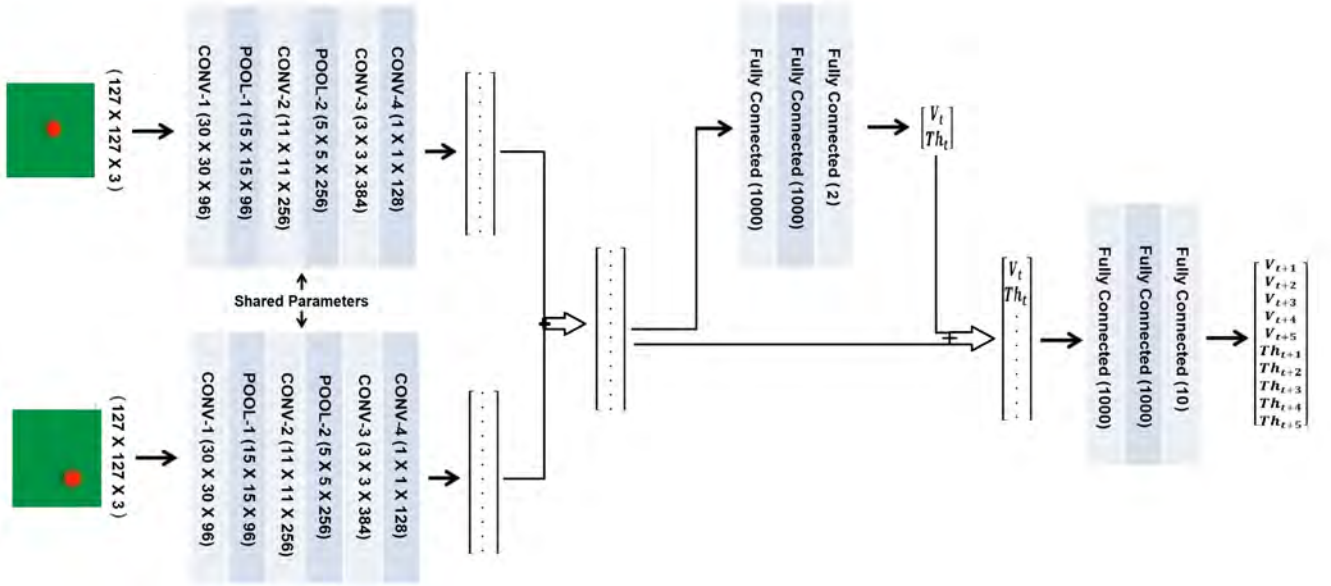 ( 127 X 127 X 3 )
CONV-1 (30 X 30 X 96)
POOL-1 (15 X 15 X 96)
CONV-2 (11 X 11 X 256)
POOL-2 (5 X 5 X 256)
CONV-3 (3 X 3 X 384)
CONV-4 (1 X 1 X 128)
Shared Parameters
( 127 X 127 X 3 )
CONV-1 (30 X 30 X 96)
POOL-1 (15 X 15 X 96)
CONV-2 (11 X 11 X 256)
POOL-2 (5 X 5 X 256)
CONV-3 (3 X 3 X 384)
CONV-4 (1 X 1 X 128)
+
Fully Connected (1000)
Fully Connected (1000)
Fully Connected (2)
V_t
Th_t
+
V_t
Th_t
Fully Connected (1000)
Fully Connected (1000)
Fully Connected (10)
V_{t+1}
V_{t+2}
V_{t+3}
V_{t+4}
V_{t+5}
Th_{t+1}
Th_{t+2}
Th_{t+3}
Th_{t+4}
Th_{t+5}